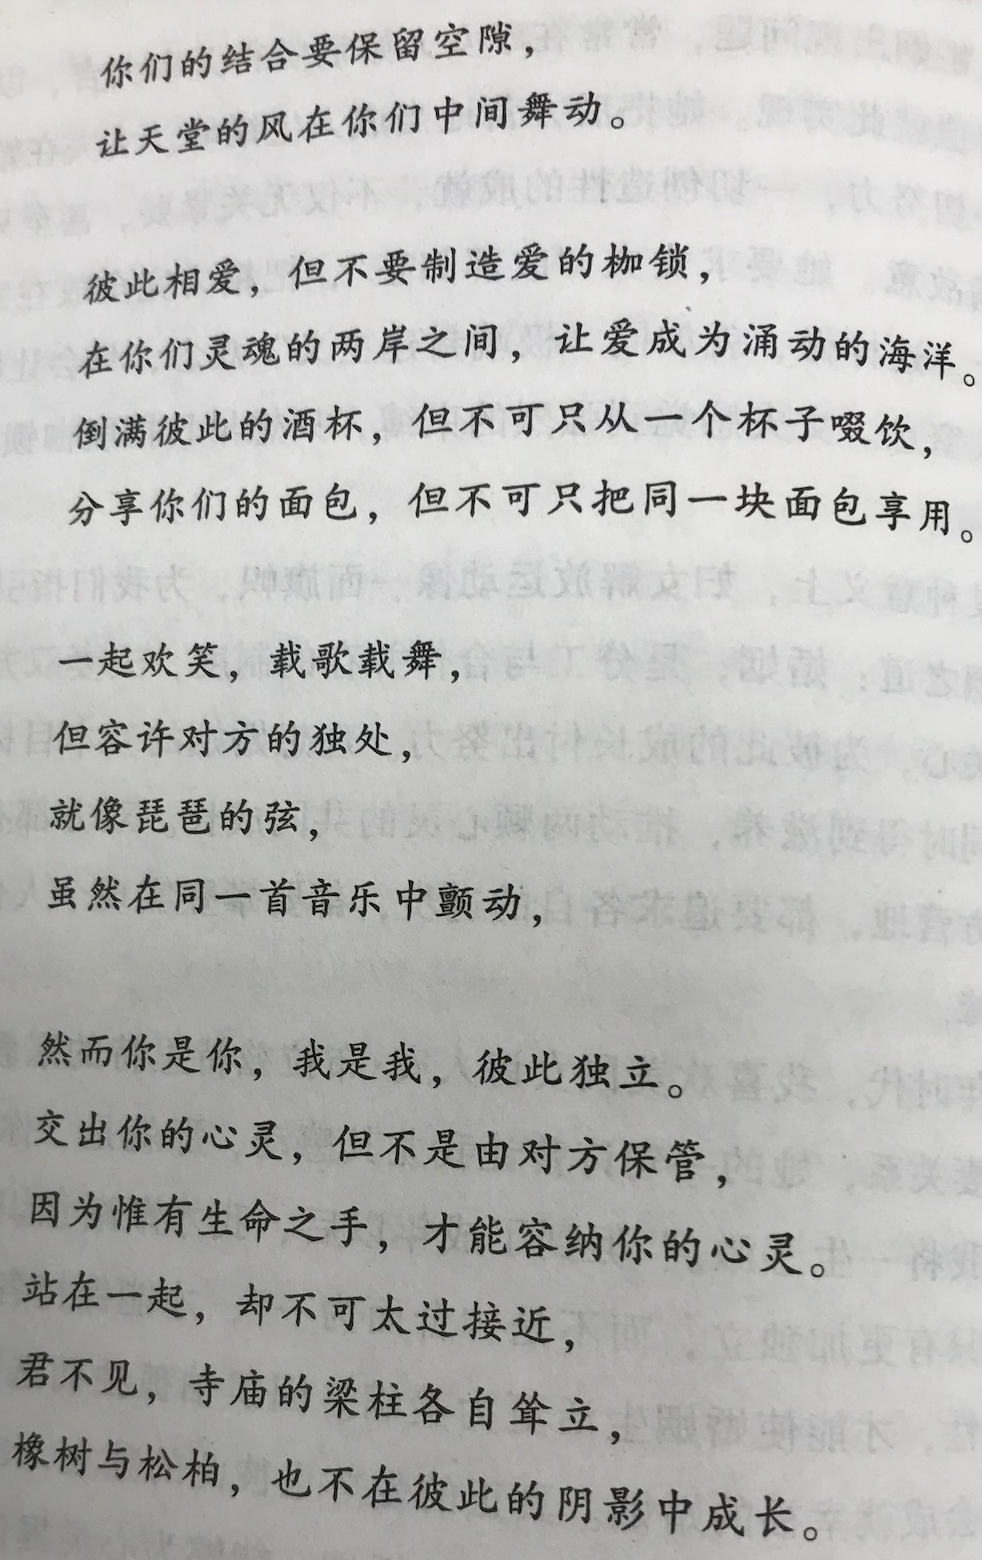 你们的结合要保留空隙，
让天堂的风在你们中间舞动。
彼此相爱，但不要制造爱的枷锁，
在你们灵魂的两岸之间，让爱成为涌动的海洋。
倒满彼此的酒杯，但不可只从一个杯子啜饮，
分享你们的面包，但不可只把同一块面包享用。
一起欢笑，载歌载舞，
但容许对方的独处，
就像琵琶的弦，
虽然在同一首音乐中颤动，
然而你是你，我是我，彼此独立。
交出你的心灵，但不是由对方保管，
因为惟有生命之手，才能容纳你的心灵。
站在一起，却不可太过接近，
君不见，寺庙的梁柱各自耸立，
橡树与松柏，也不在彼此的阴影中成长。